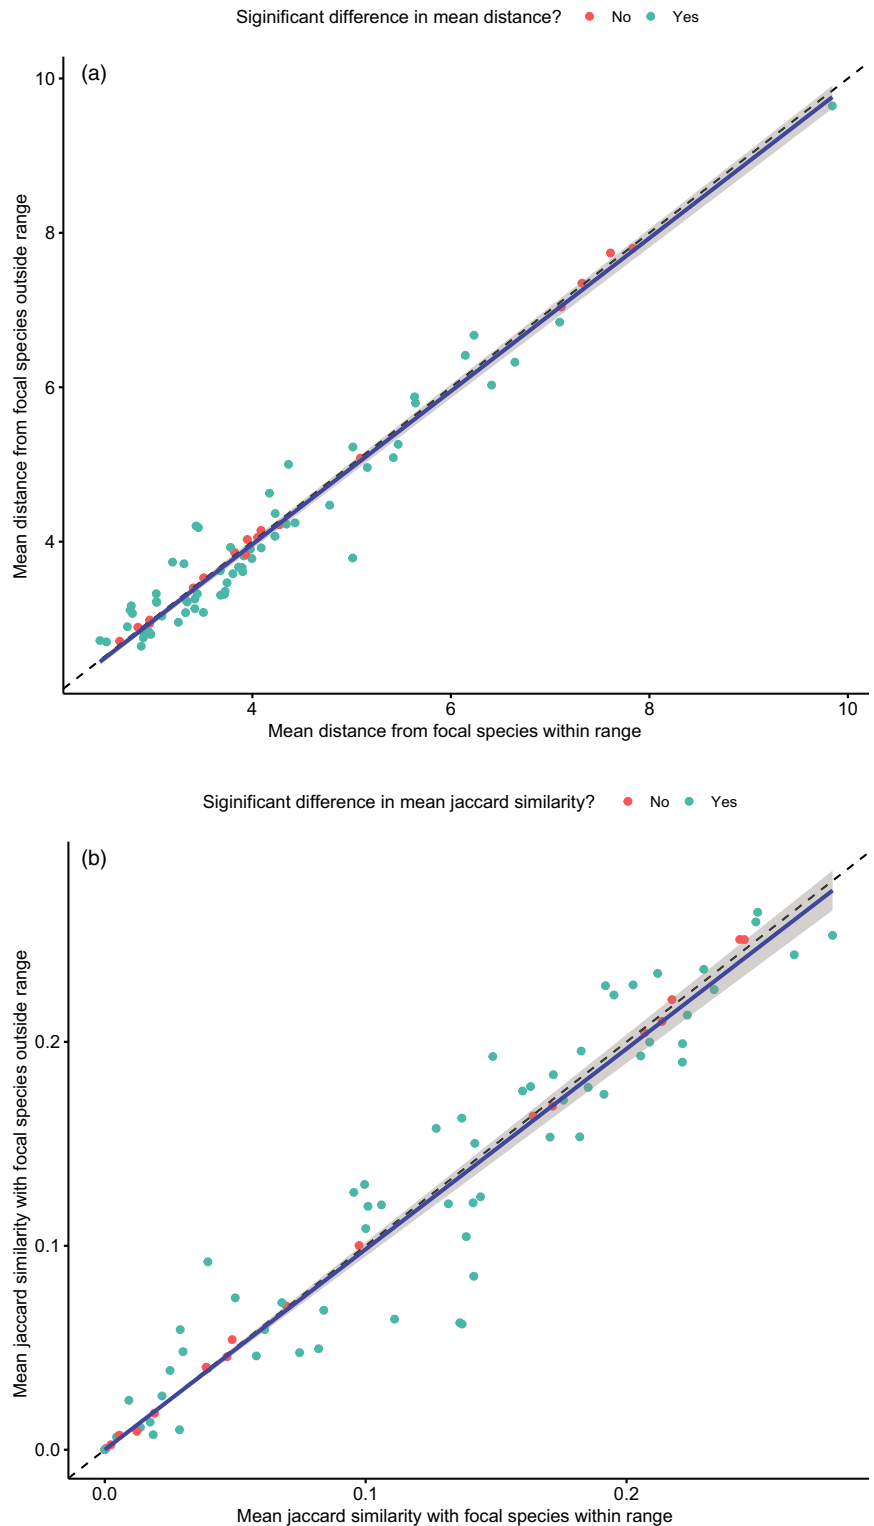 Siginificant difference in mean distance? No Yes
(a)
10
8
6
4
Mean distance from focal species outside range
4 6 8 10
Mean distance from focal species within range
Siginificant difference in mean jaccard similarity? No Yes
(b)
0.2
0.1
0.0
Mean jaccard similarity with focal species outside range
0.0 0.1 0.2
Mean jaccard similarity with focal species within range